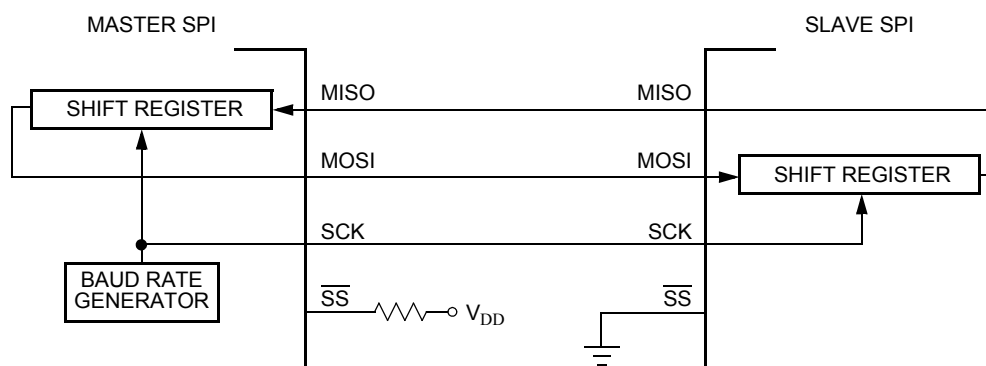 MASTER SPI
SLAVE SPI
SHIFT REGISTER
MISO
MISO
MOSI
MOSI
SHIFT REGISTER
SCK
SCK
BAUD RATE
GENERATOR
SS
VDD
SS